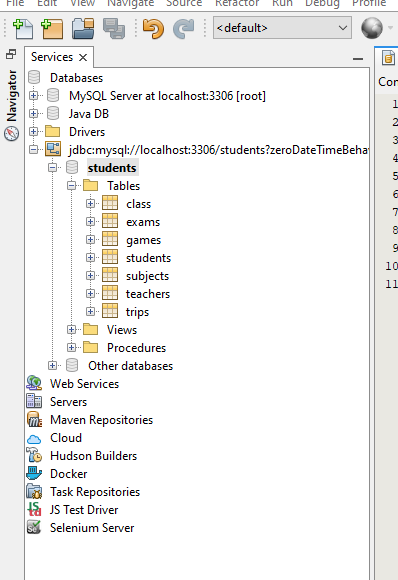 File Edit View Navigate Source Refactor Run Debug Profile
<default>
Services
Navigator
Con
Databases
MySQL Server at localhost:3306 [root]
Java DB
Drivers
jdbc:mysql://localhost:3306/students?zeroDateTimeBeha
students
Tables
class
exams
games
students
subjects
teachers
trips
Views
Procedures
Other databases
Web Services
Servers
Maven Repositories
Cloud
Hudson Builders
Docker
Task Repositories
JS Test Driver
Selenium Server
1
2
3
4
5
6
7
8
9
10
11